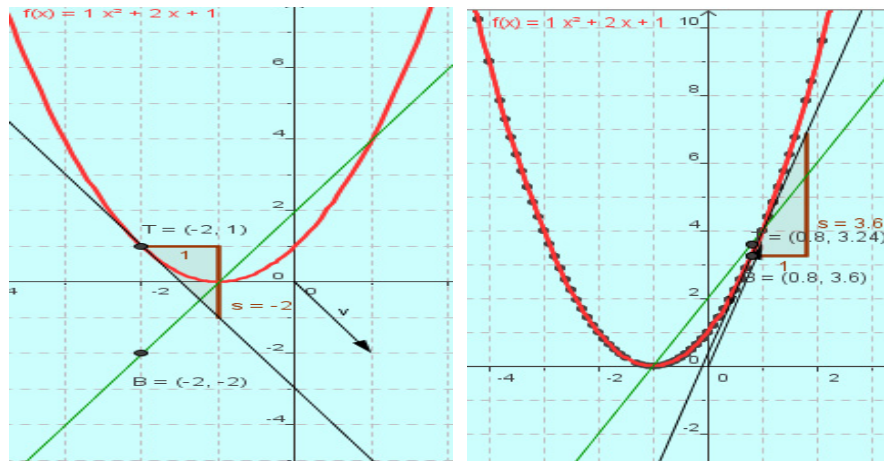 f(x) = 1 x² + 2 x + 1
6
4
2
T = (-2, 1)
1
-4
-2
0
s = -2
v
-2
B = (-2, -2)
-4
f(x) = 1 x² + 2 x + 1
10
8
6
4
s = 3.6
T = (0.8, 3.24)
1
B = (0.8, 3.6)
2
-4
-2
0
2
-2